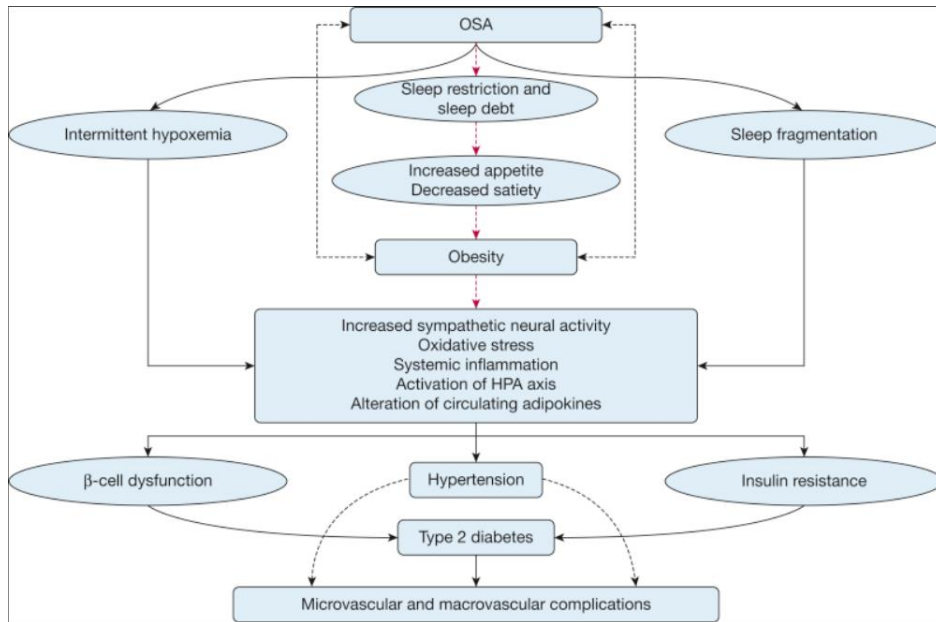 OSA
Sleep restriction and
sleep debt
Intermittent hypoxemia
Sleep fragmentation
Increased appetite
Decreased satiety
Obesity
Increased sympathetic neural activity
Oxidative stress
Systemic inflammation
Activation of HPA axis
Alteration of circulating adipokines
β-cell dysfunction
Hypertension
Insulin resistance
Type 2 diabetes
Microvascular and macrovascular complications